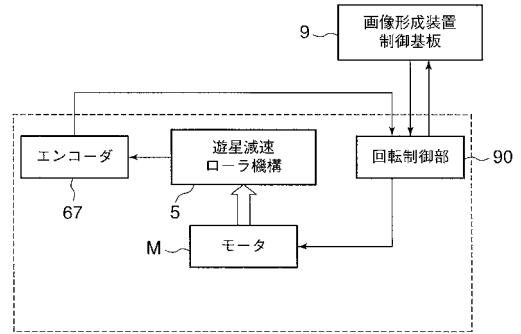 9
画像形成装置
制御基板
エンコーダ
67
遊星減速
ローラ機構
5
回転制御部
90
M
モータ